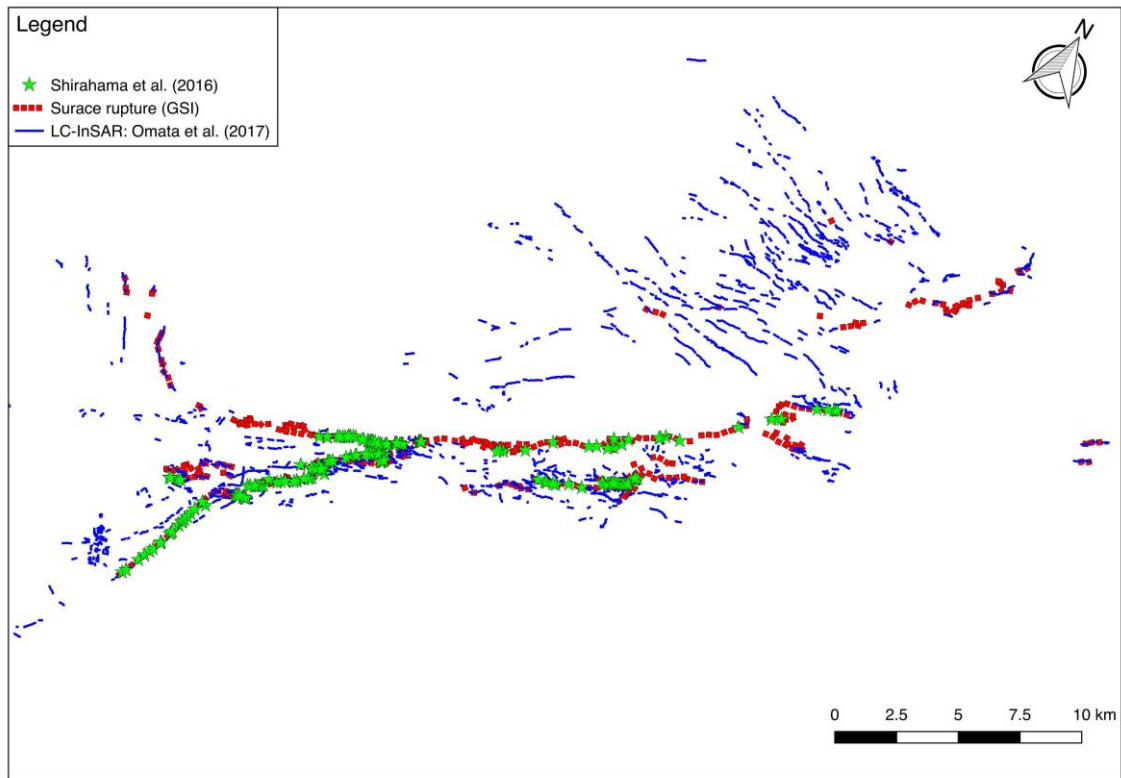 Legend
Shirahama et al. (2016)
Surace rupture (GSI)
LC-InSAR: Omata et al. (2017)
N
0 2.5 5 7.5 10 km